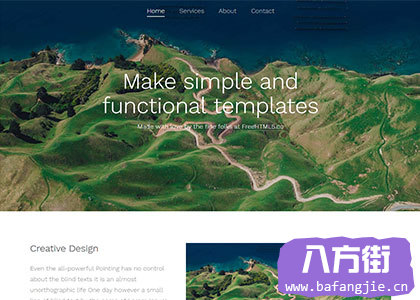 Home Services About Contact
Make simple and
functional templates
Made with love by the fine folks at FreeHTML5.co
Creative Design
Even the all-powerful Pointing has no control
about the blind texts it is an almost
unorthographic life One day however a small
八方街
www.bafangjie.cn